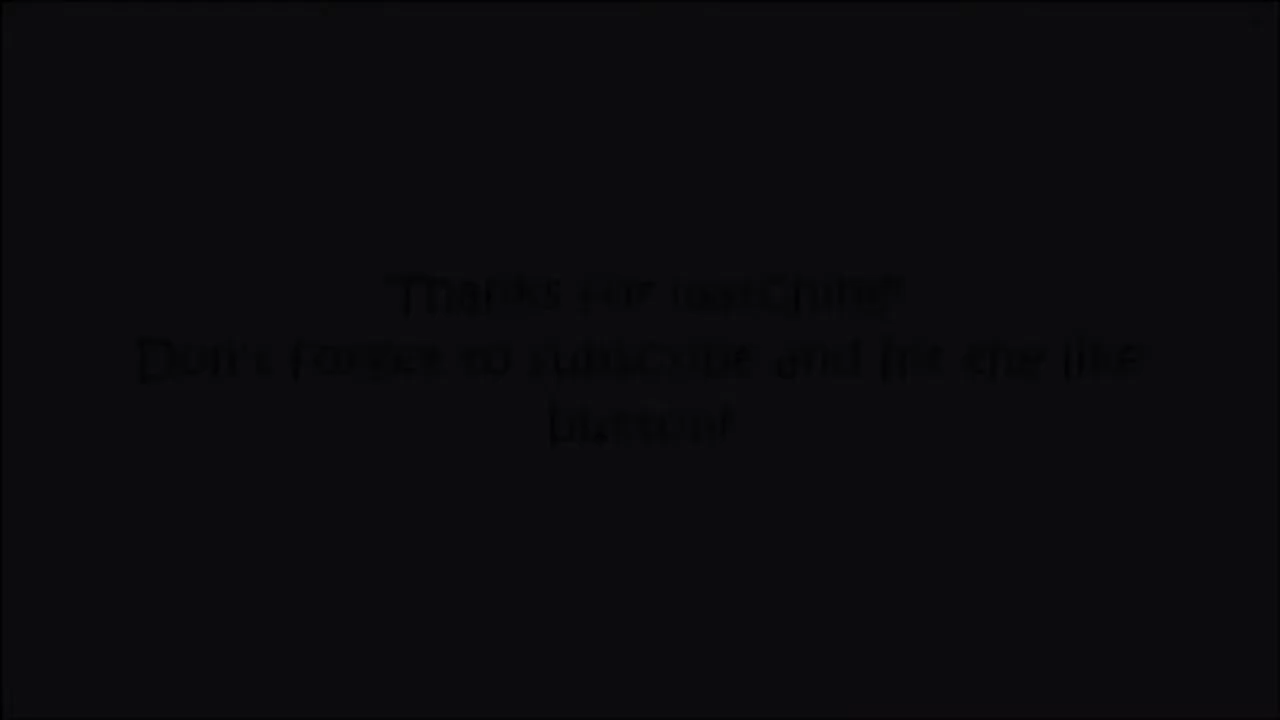 Thanks for watching
Don't forget to subscribe and hit the like
button!